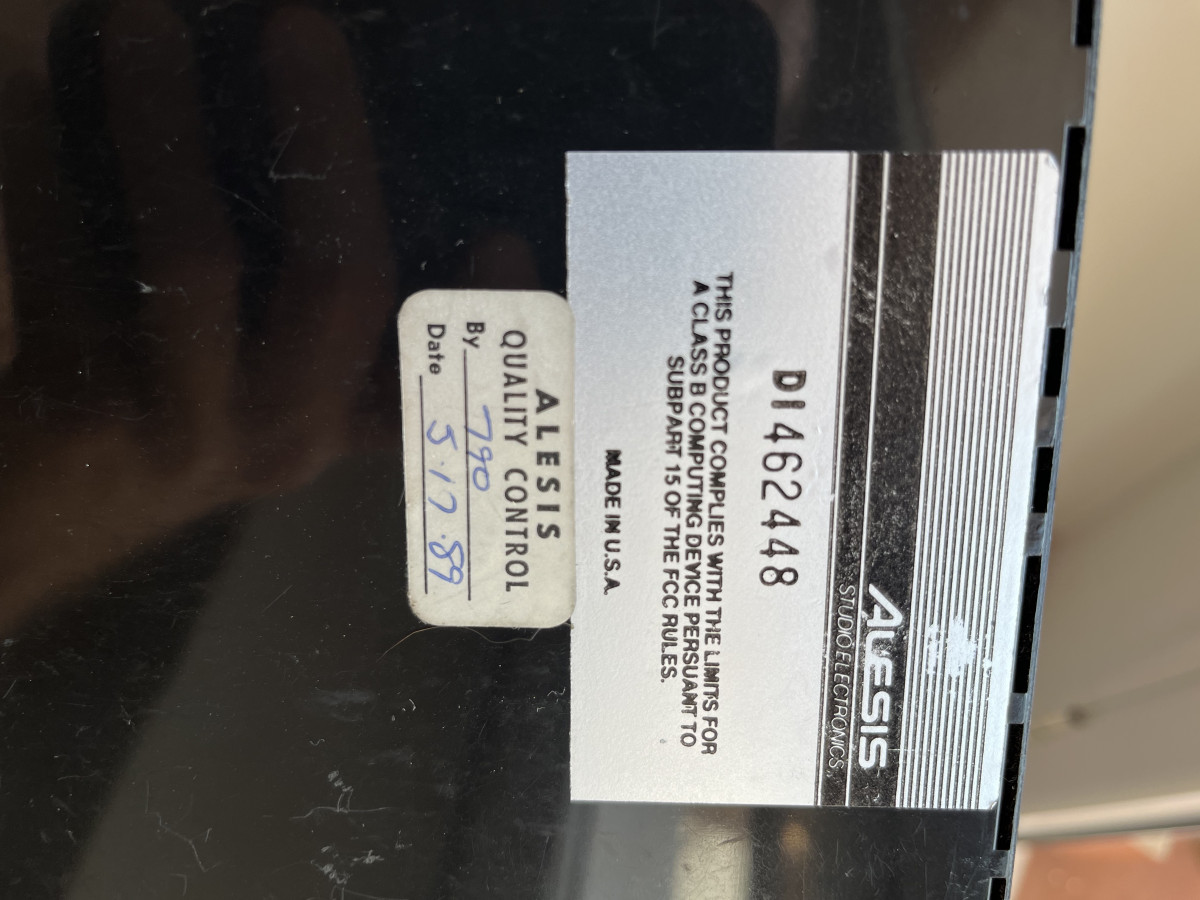 ALESIS
STUDIO ELECTRONICS
DI462448
THIS PRODUCT COMPLIES WITH THE LIMITS FOR
A CLASS B COMPUTING DEVICE PERSUANT TO
SUBPART 15 OF THE FCC RULES.
MADE IN U.S.A.
ALESIS
QUALITY CONTROL
By 790
Date 5.17.89